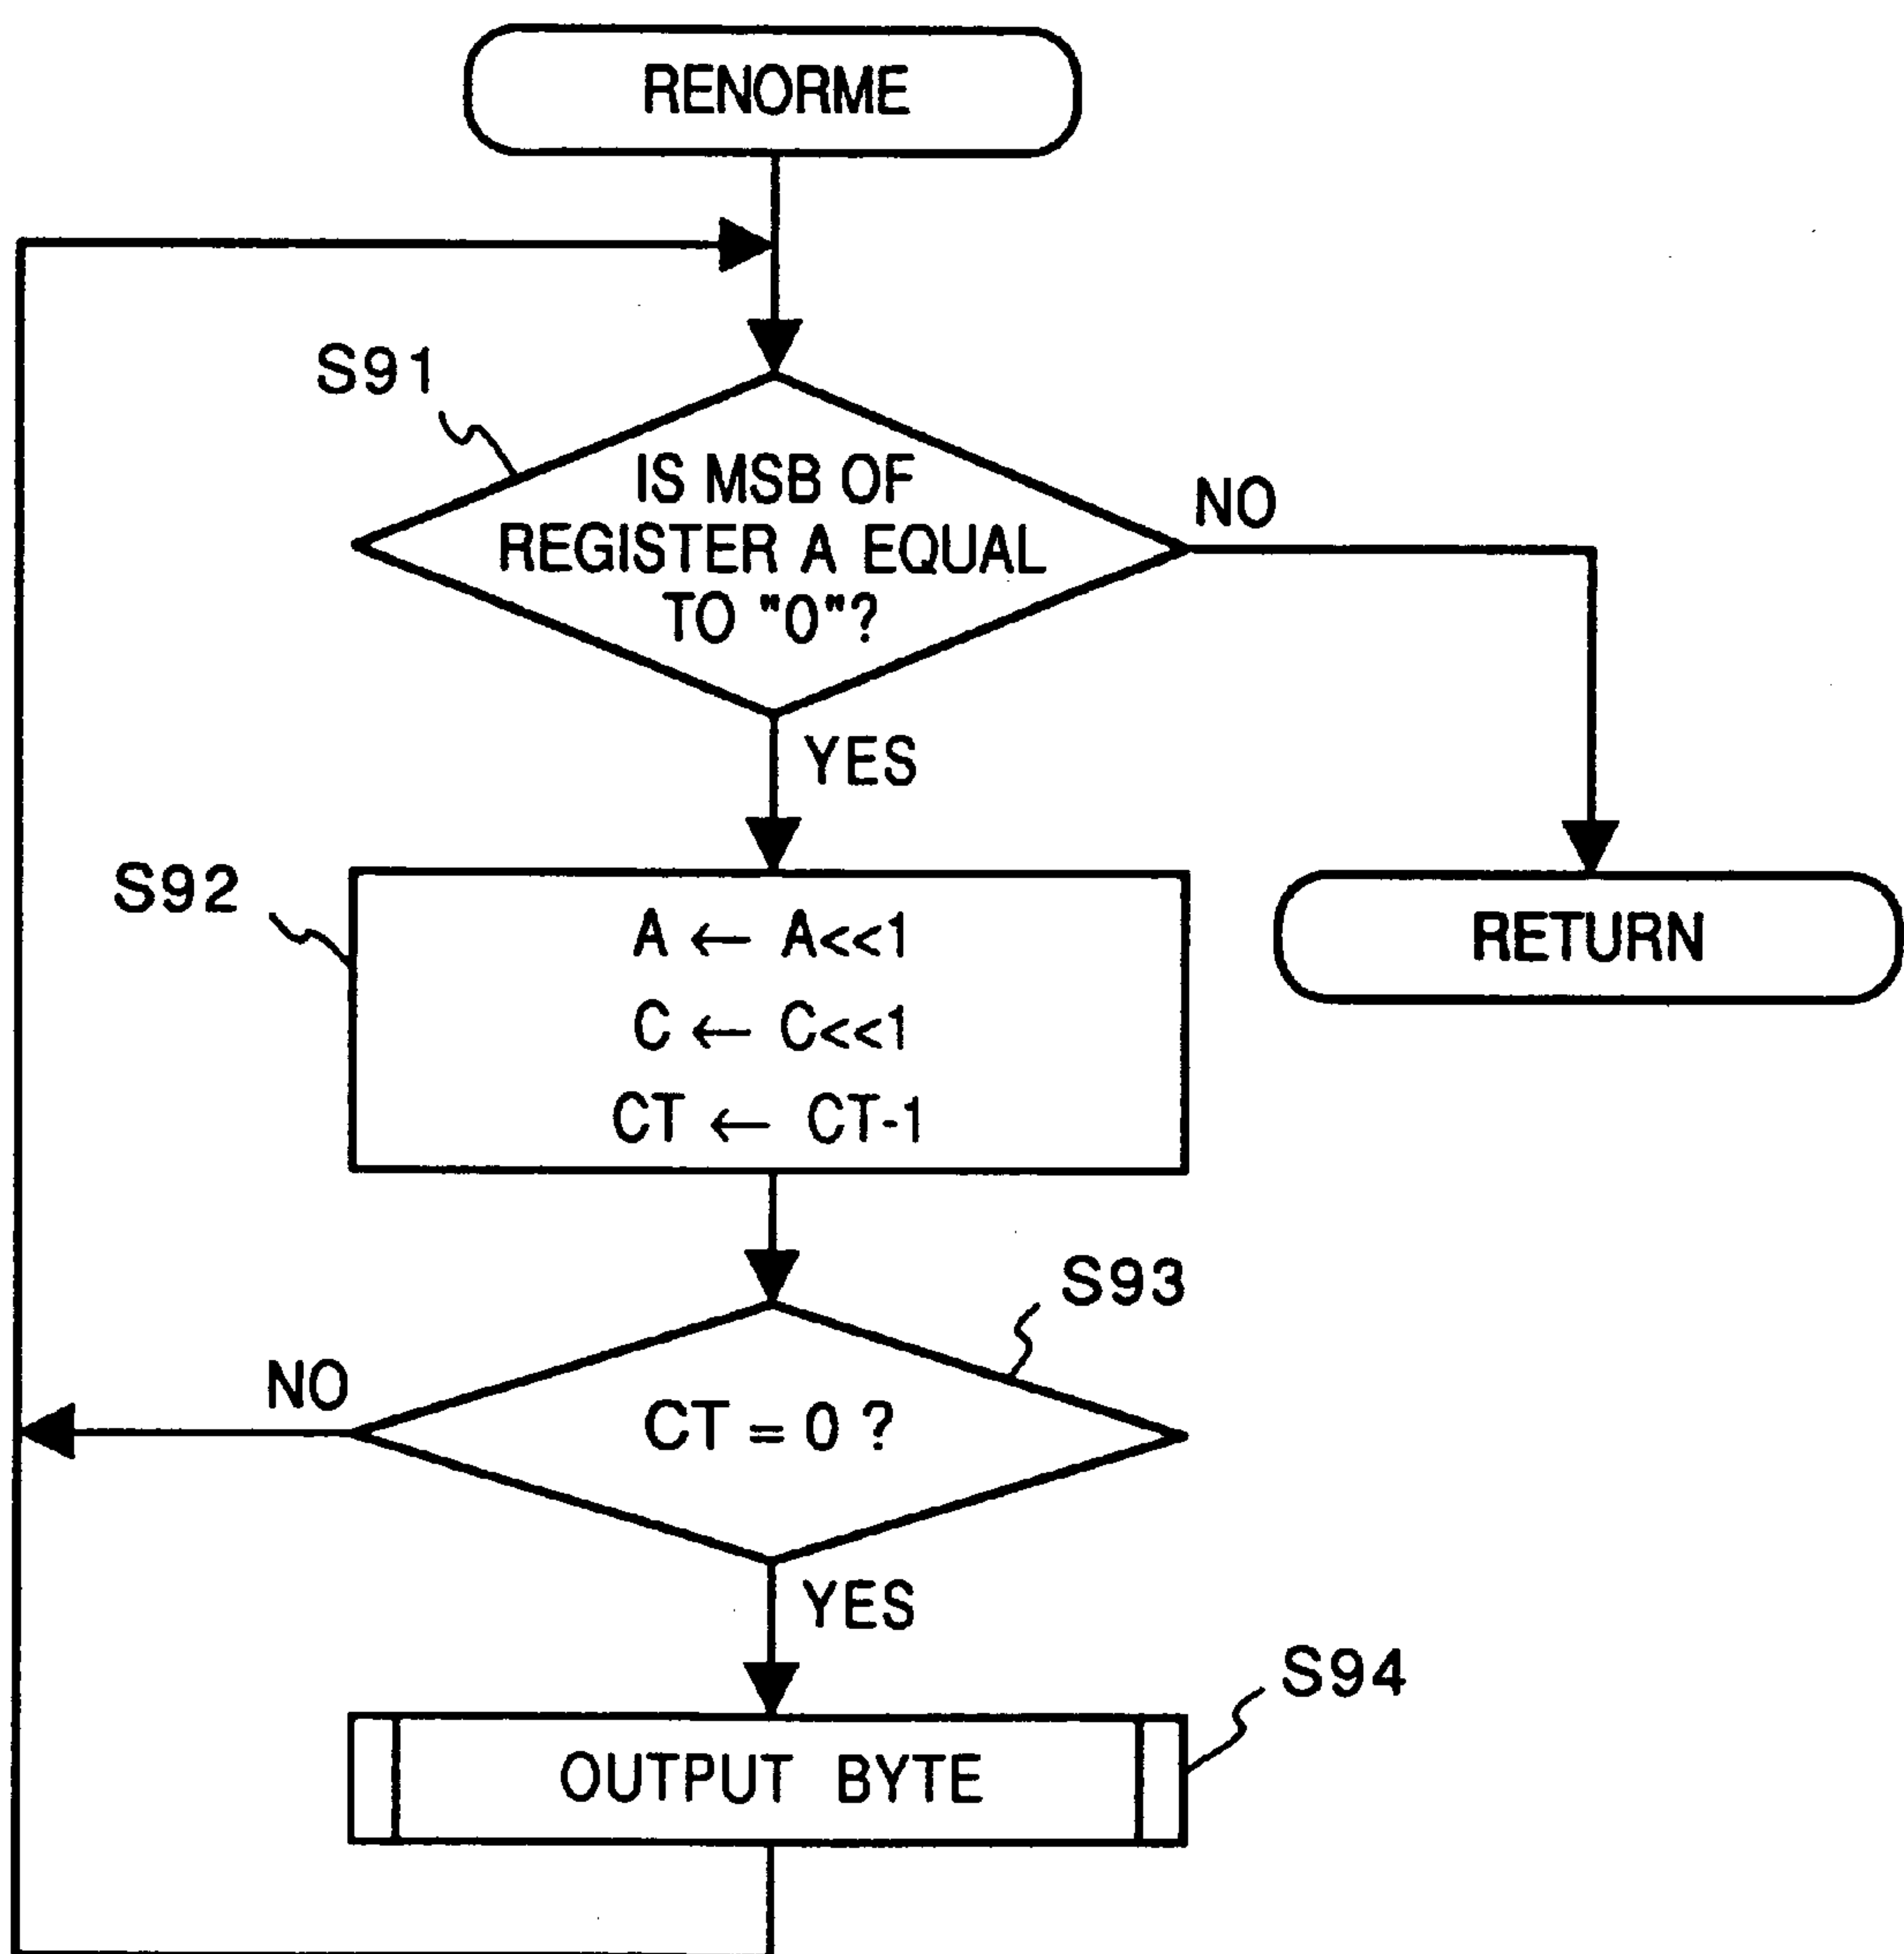 RENORME
S91
IS MSB OF
REGISTER A EQUAL
TO "0"?
NO
YES
S92
A ← A<<1
C ← C<<1
CT ← CT-1
RETURN
S93
CT = 0 ?
NO
YES
S94
OUTPUT BYTE